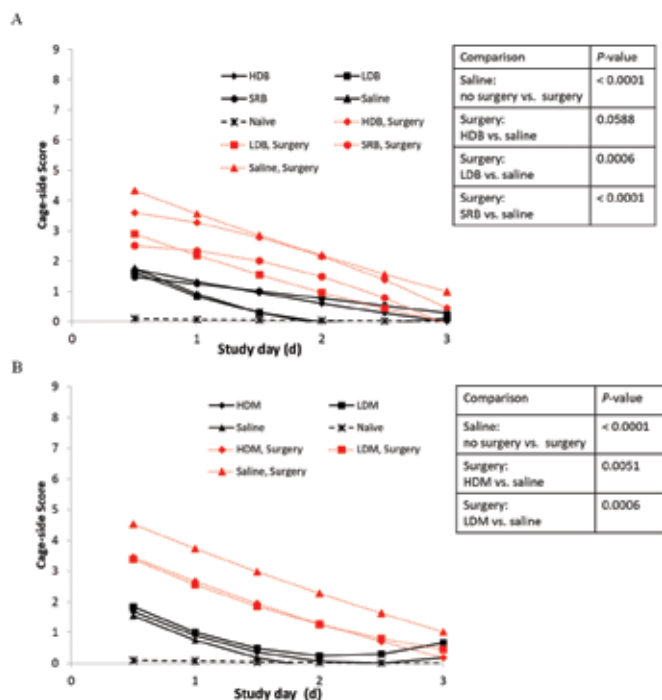 A
9
8
7
6
5
4
3
2
1
0
Cage-side Score
HDB
LDB
SRB
Saline
Naïve
HDB, Surgery
LDB, Surgery
SRB, Surgery
Saline, Surgery
0
1
2
3
Study day (d)
Comparison P-value
Saline: < 0.0001
no surgery vs. surgery
Surgery: 0.0588
HDB vs. saline
Surgery: 0.0006
LDB vs. saline
Surgery: < 0.0001
SRB vs. saline
B
9
8
7
6
5
4
3
2
1
0
Cage-side Score
HDM
LDM
Saline
Naïve
HDM, Surgery
LDM, Surgery
Saline, Surgery
0
1
2
3
Study day (d)
Comparison P-value
Saline: < 0.0001
no surgery vs. surgery
Surgery: 0.0051
HDM vs. saline
Surgery: 0.0006
LDM vs. saline